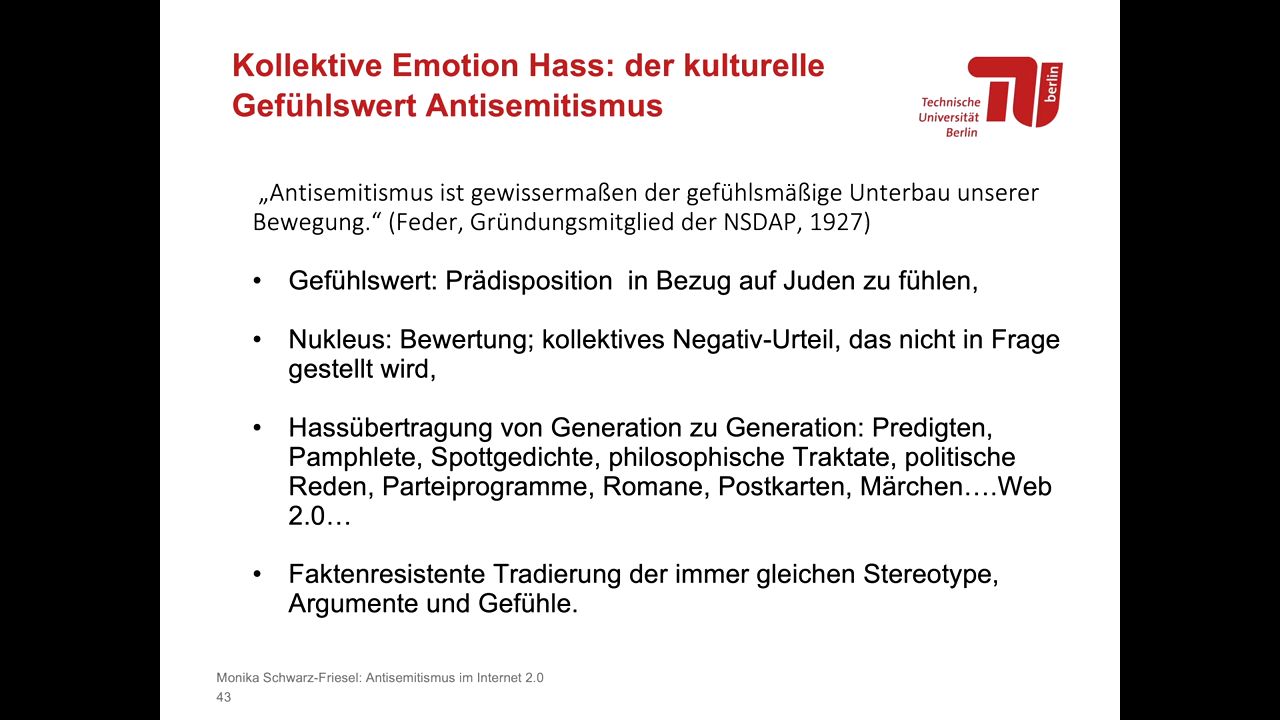 Kollektive Emotion Hass: der kulturelle
Gefühlswert Antisemitismus
Technische
Universität
Berlin
berlin
„Antisemitismus ist gewissermaßen der gefühlsmäßige Unterbau unserer
Bewegung.“ (Feder, Gründungsmitglied der NSDAP, 1927)
• Gefühlswert: Prädisposition  in Bezug auf Juden zu fühlen,
• Nukleus: Bewertung; kollektives Negativ-Urteil, das nicht in Frage
gestellt wird,
• Hassübertragung von Generation zu Generation: Predigten,
Pamphlete, Spottgedichte, philosophische Traktate, politische
Reden, Parteiprogramme, Romane, Postkarten, Märchen….Web
2.0…
• Faktenresistente Tradierung der immer gleichen Stereotype,
Argumente und Gefühle.
Monika Schwarz-Friesel: Antisemitismus im Internet 2.0
43